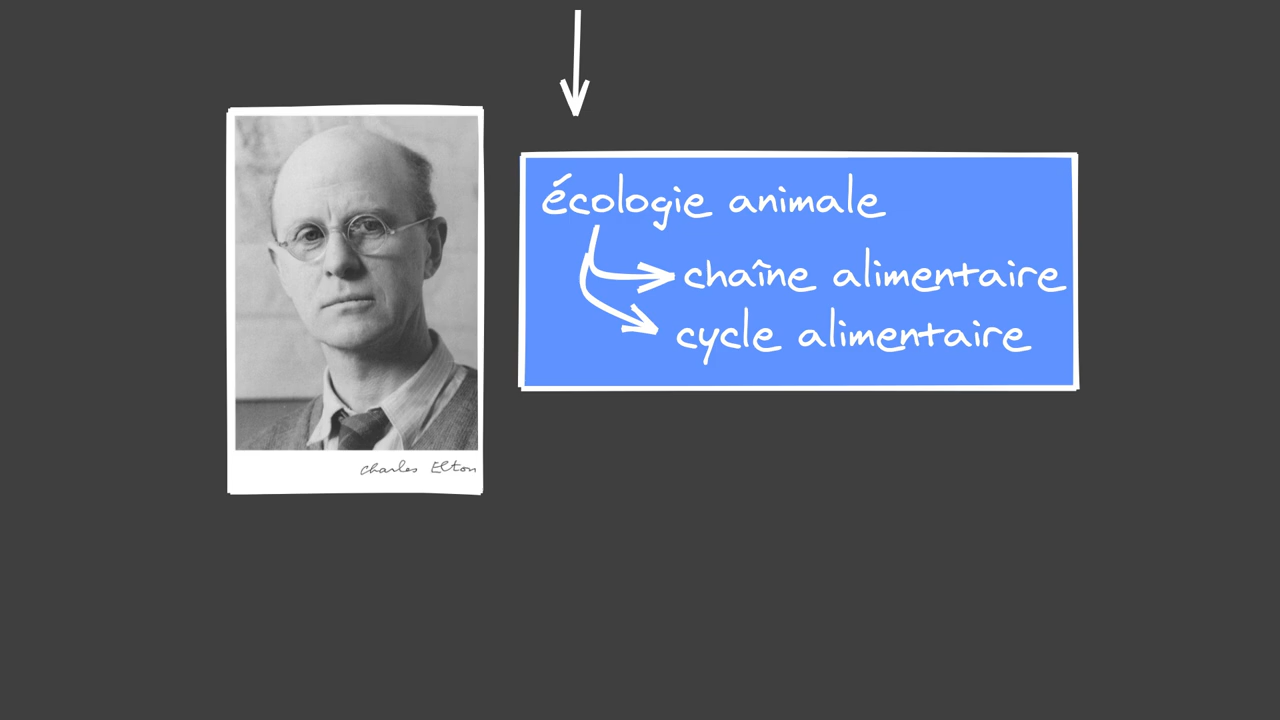 écologie animale
chaîne alimentaire
cycle alimentaire
Charles Elton